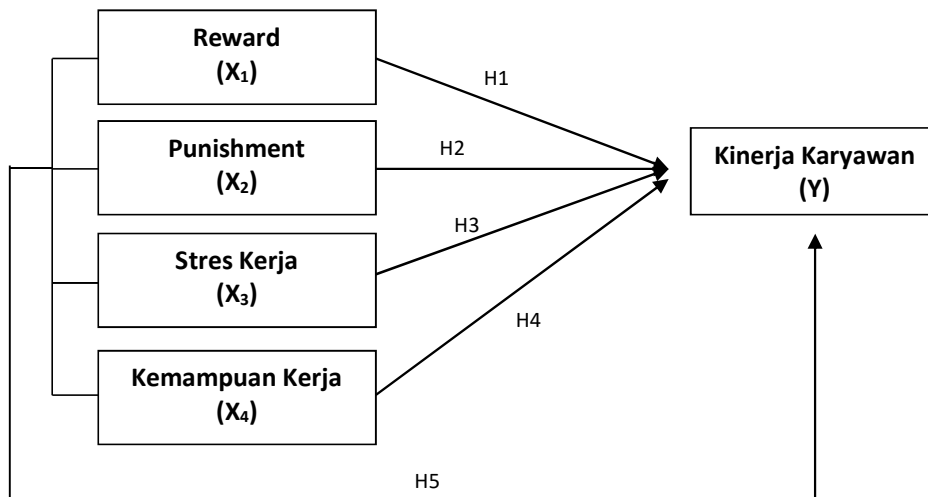 Reward
(X₁)
H1
Punishment
(X₂)
H2
Kinerja Karyawan
(Y)
Stres Kerja
(X₃)
H3
H4
Kemampuan Kerja
(X₄)
H5